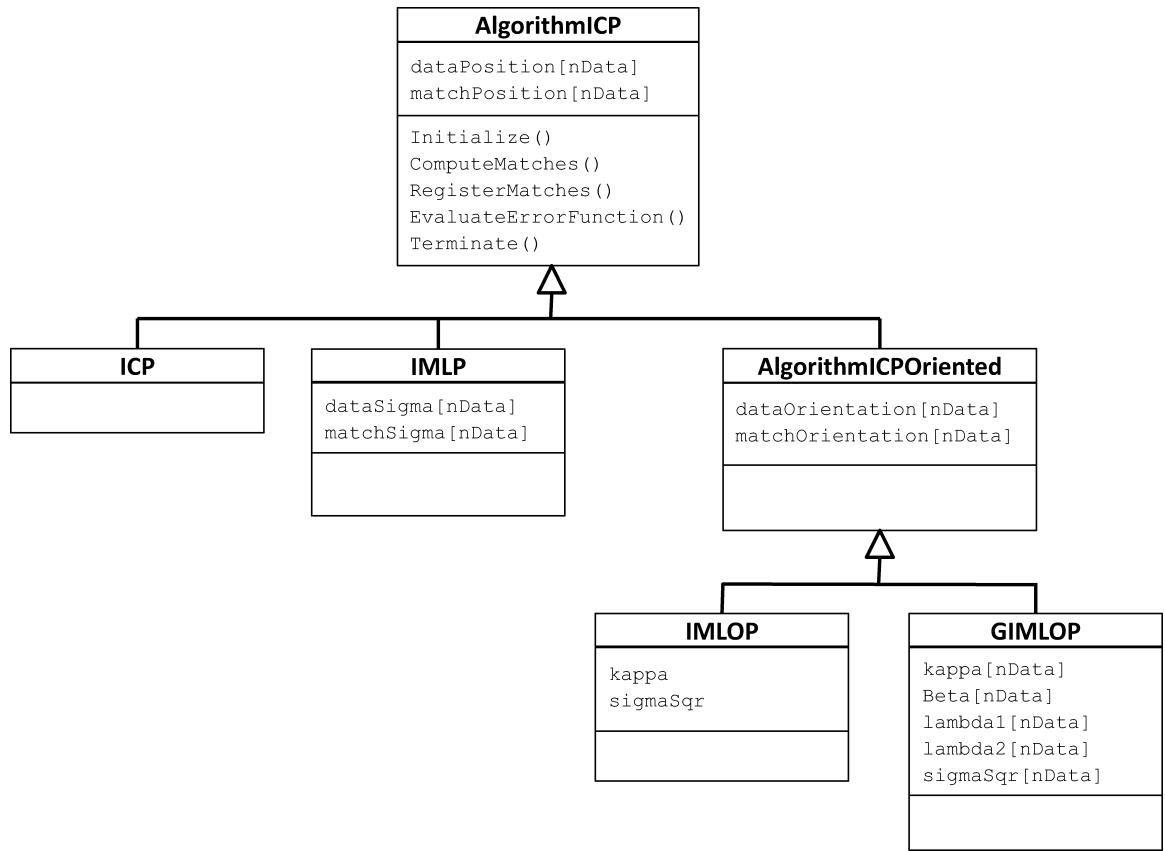 AlgorithmICP
dataPosition[nData]
matchPosition[nData]
Initialize()
ComputeMatches()
RegisterMatches()
EvaluateErrorFunction()
Terminate()
ICP
IMLP
dataSigma[nData]
matchSigma[nData]
AlgorithmICPOriented
dataOrientation[nData]
matchOrientation[nData]
IMLOP
kappa
sigmaSqr
GIMLOP
kappa[nData]
Beta[nData]
lambda1[nData]
lambda2[nData]
sigmaSqr[nData]